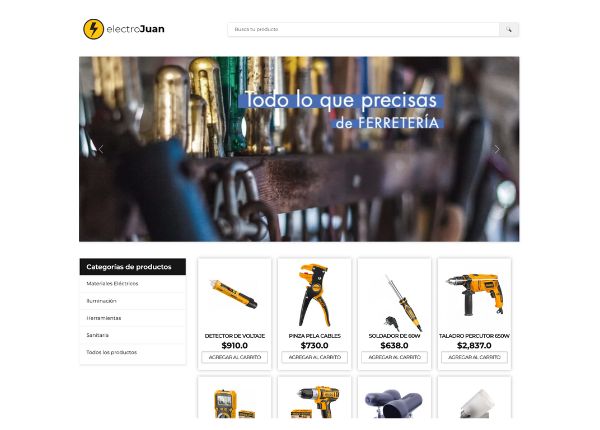 electroJuan
Busca tu producto
Todo lo que precisas
de FERRETERÍA
Categorías de productos
Materiales Eléctricos
Iluminación
Herramientas
Sanitaria
Todos los productos
DETECTOR DE VOLTAJE
$910.0
AGREGAR AL CARRITO
PINZA PELA CABLES
$730.0
AGREGAR AL CARRITO
SOLDADOR DE 60W
$638.0
AGREGAR AL CARRITO
TALADRO PERCUTOR 650W
$2,837.0
AGREGAR AL CARRITO